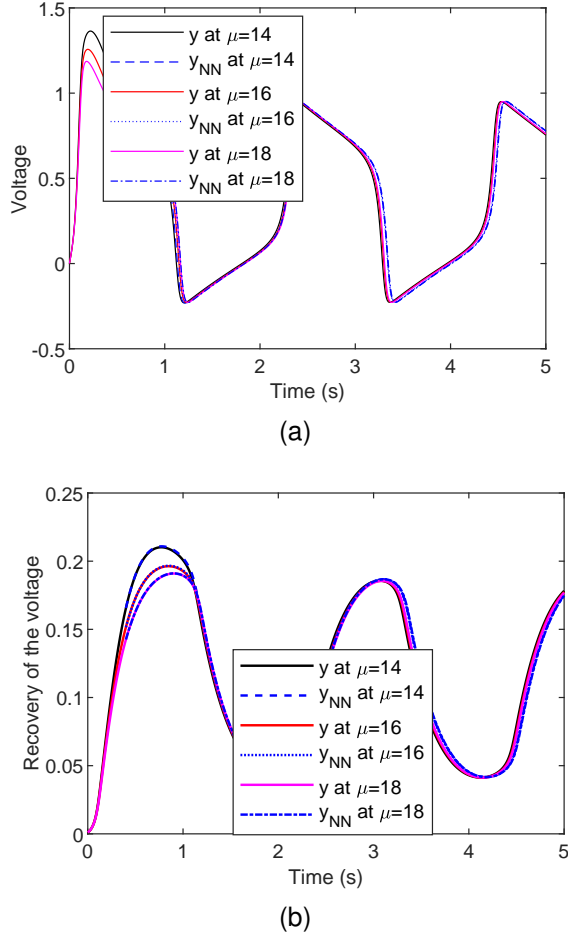 1.5
y at μ=14
y_NN at μ=14
1
y at μ=16
y_NN at μ=16
y at μ=18
y_NN at μ=18
0.5
0
-0.5
Voltage
0 1 2 3 4 5
Time (s)
(a)
0.25
0.2
0.15
0.1
0.05
0
Recovery of the voltage
y at μ=14
y_NN at μ=14
y at μ=16
y_NN at μ=16
y at μ=18
y_NN at μ=18
0 1 2 3 4 5
Time (s)
(b)